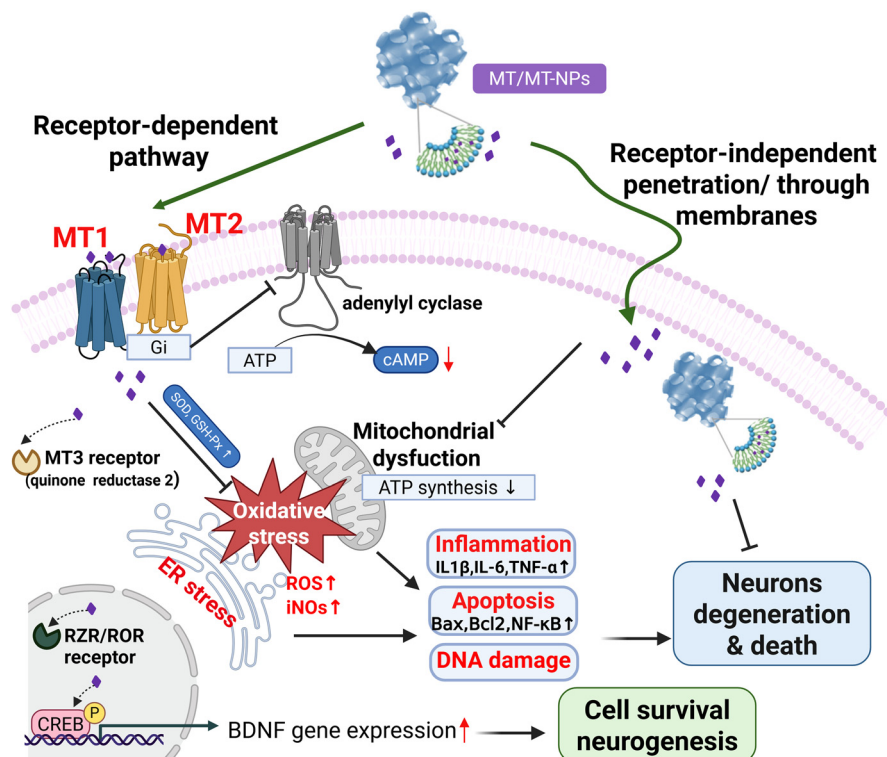 MT/MT-NPs
Receptor-dependent
pathway
Receptor-independent
penetration/ through
membranes
MT1
MT2
adenylyl cyclase
Gi
ATP
cAMP ↓
SOD, GSH-Px ↑
MT3 receptor
(quinone reductase 2)
Mitochondrial
dysfuction
ATP synthesis ↓
Oxidative
stress
ER stress
ROS↑
iNOs↑
Inflammation
IL1β,IL-6,TNF-α↑
Apoptosis
Bax,Bcl2,NF-κB↑
DNA damage
Neurons
degeneration
& death
RZR/ROR
receptor
P
CREB
BDNF gene expression↑
Cell survival
neurogenesis